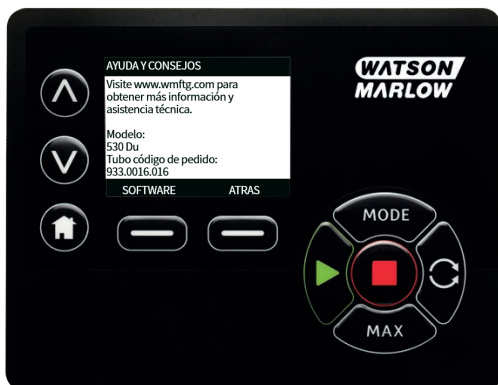 AYUDA Y CONSEJOS
Visite www.wmftg.com para
obtener más información y
asistencia técnica.
Modelo:
530 Du
Tubo código de pedido:
933.0016.016
SOFTWARE ATRAS
WATSON
MARLOW
MODE
MAX